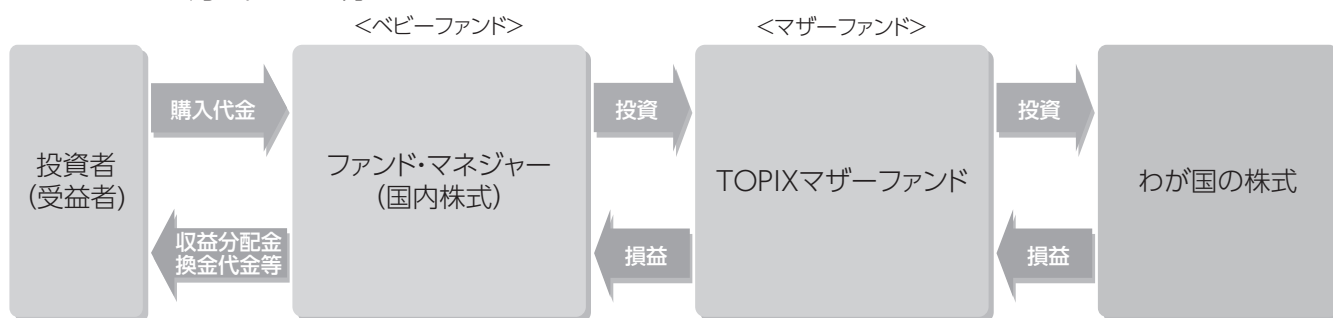 <ベビーファンド>
<マザーファンド>
投資者
(受益者)
購入代金
収益分配金
換金代金等
ファンド・マネジャー
(国内株式)
投資
損益
TOPIXマザーファンド
投資
損益
わが国の株式